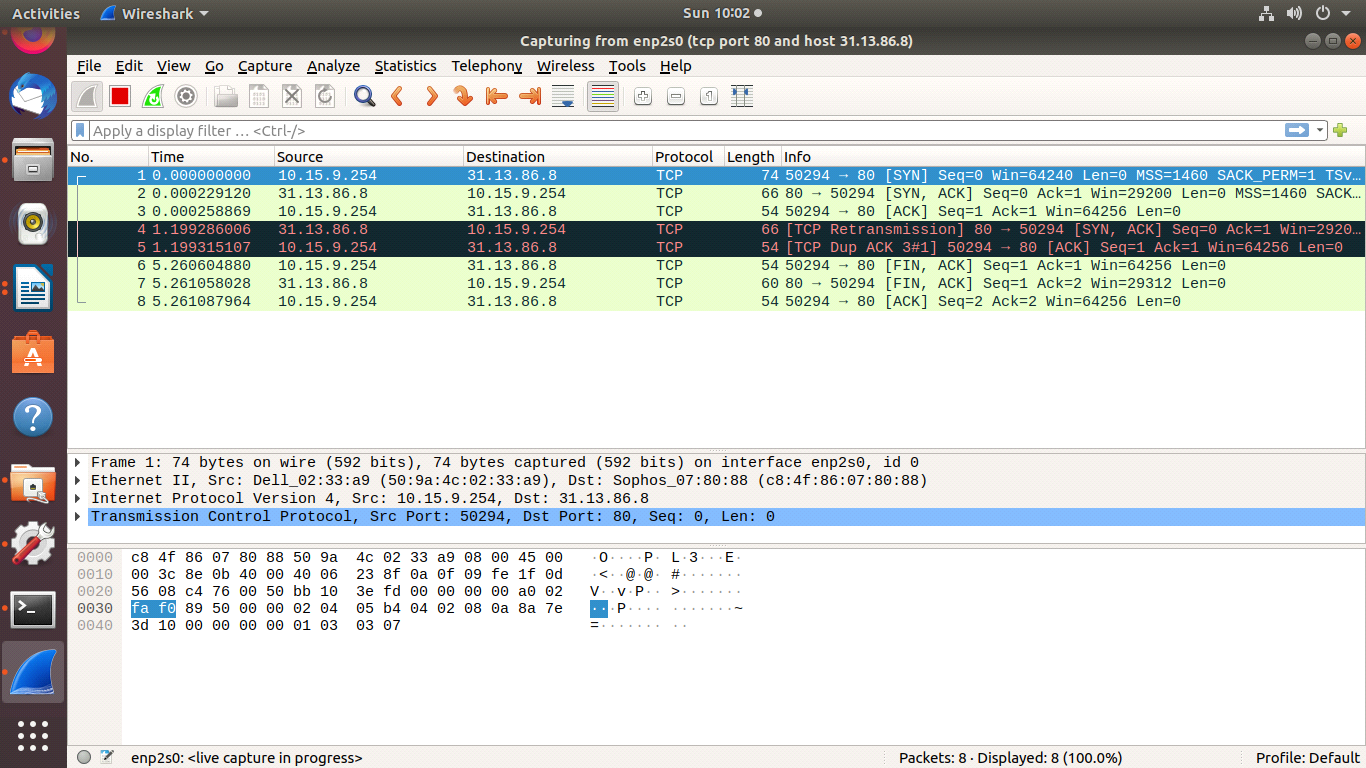 Activities Wireshark Sun 10:02
Capturing from enp2s0 (tcp port 80 and host 31.13.86.8)
File Edit View Go Capture Analyze Statistics Telephony Wireless Tools Help
Apply a display filter … <Ctrl-/>
No. Time Source Destination Protocol Length Info
1 0.000000000 10.15.9.254 31.13.86.8 TCP 74 50294 → 80 [SYN] Seq=0 Win=64240 Len=0 MSS=1460 SACK_PERM=1 TSv…
2 0.000229120 31.13.86.8 10.15.9.254 TCP 66 80 → 50294 [SYN, ACK] Seq=0 Ack=1 Win=29200 Len=0 MSS=1460 SACK…
3 0.000258869 10.15.9.254 31.13.86.8 TCP 54 50294 → 80 [ACK] Seq=1 Ack=1 Win=64256 Len=0
4 1.199286006 31.13.86.8 10.15.9.254 TCP 66 [TCP Retransmission] 80 → 50294 [SYN, ACK] Seq=0 Ack=1 Win=2920…
5 1.199315107 10.15.9.254 31.13.86.8 TCP 54 [TCP Dup ACK 3#1] 50294 → 80 [ACK] Seq=1 Ack=1 Win=64256 Len=0
6 5.260604880 10.15.9.254 31.13.86.8 TCP 54 50294 → 80 [FIN, ACK] Seq=1 Ack=1 Win=64256 Len=0
7 5.261058028 31.13.86.8 10.15.9.254 TCP 60 80 → 50294 [FIN, ACK] Seq=1 Ack=2 Win=29312 Len=0
8 5.261087964 10.15.9.254 31.13.86.8 TCP 54 50294 → 80 [ACK] Seq=2 Ack=2 Win=64256 Len=0
Frame 1: 74 bytes on wire (592 bits), 74 bytes captured (592 bits) on interface enp2s0, id 0
Ethernet II, Src: Dell_02:33:a9 (50:9a:4c:02:33:a9), Dst: Sophos_07:80:88 (c8:4f:86:07:80:88)
Internet Protocol Version 4, Src: 10.15.9.254, Dst: 31.13.86.8
Transmission Control Protocol, Src Port: 50294, Dst Port: 80, Seq: 0, Len: 0
0000 c8 4f 86 07 80 88 50 9a 4c 02 33 a9 08 00 45 00 ·O····P· L·3···E·
0010 00 3c 8e 0b 40 00 40 06 23 8f 0a 0f 09 fe 1f 0d ·<··@·@· #·······
0020 56 08 c4 76 00 50 bb 10 3e fd 00 00 00 00 a0 02 V··v·P·· >·······
0030 fa f0 89 50 00 00 02 04 05 b4 04 02 08 0a 8a 7e ···P···· ·······~
0040 3d 10 00 00 00 00 01 03 03 07 =······· ··
enp2s0: <live capture in progress> Packets: 8 · Displayed: 8 (100.0%) Profile: Default